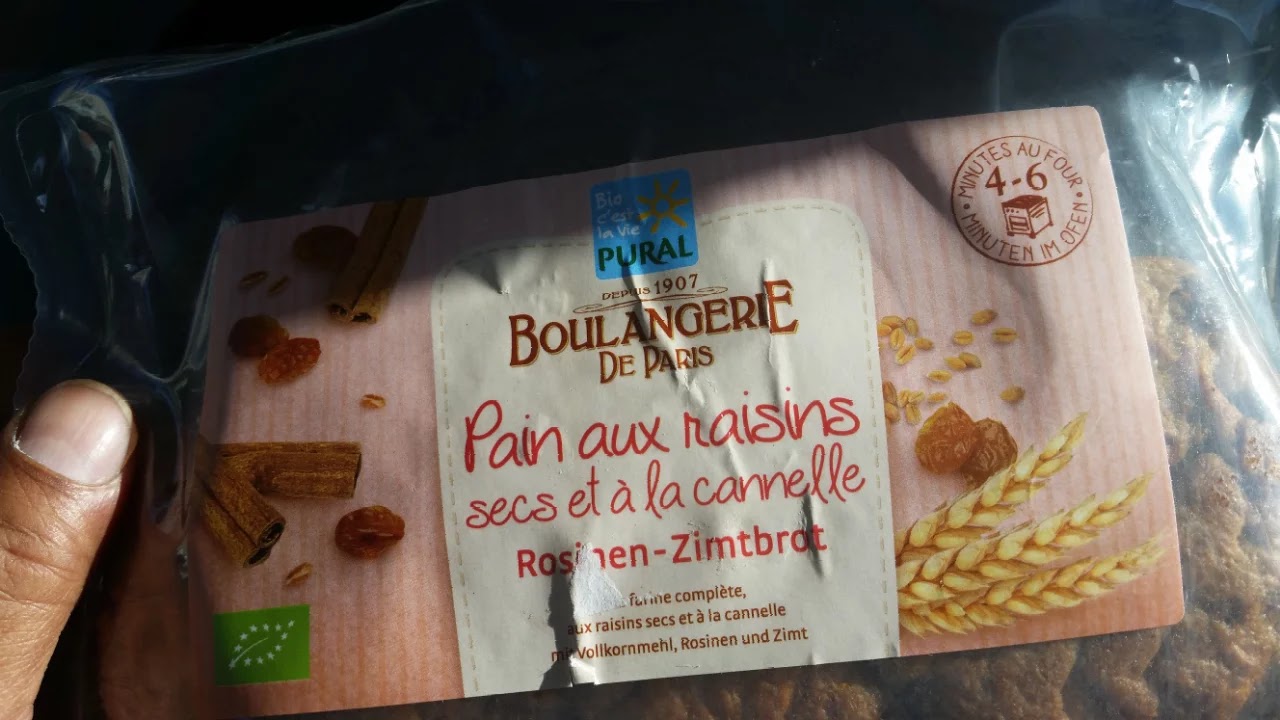 Bio
c'est
la Vie
PURAL
DEPUIS 1907
BOULANGERIE
DE PARIS
Pain aux raisins
secs et à la cannelle
Rosinen-Zimtbrot
farine complète,
aux raisins secs et à la cannelle
mit Vollkornmehl, Rosinen und Zimt
MINUTES AU FOUR
4-6
MINUTEN IM OFEN